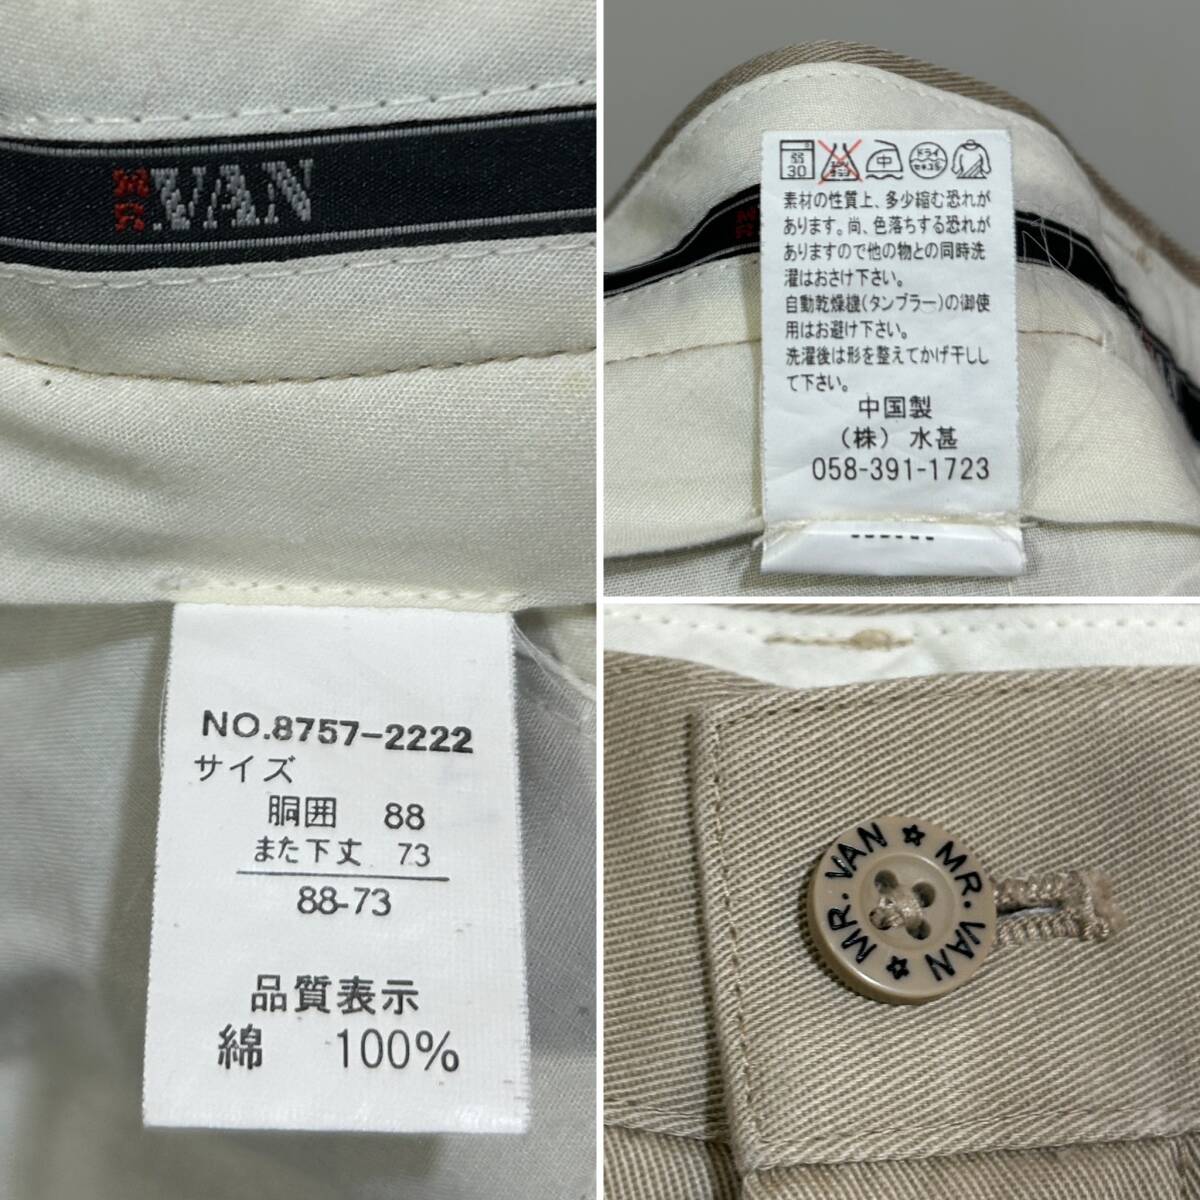 MR.VAN
NO.8757-2222
サイズ
胴囲 88
また下丈 73
88-73
品質表示
綿 100%
30
中
ドライ
素材の性質上、多少縮む恐れが
あります。尚、色落ちする恐れが
ありますので他の物との同時洗
濯はおさけ下さい。
自動乾燥機(タンブラー)の御使
用はお避け下さい。
洗濯後は形を整えてかげ干しし
て下さい。
中国製
(株) 水甚
058-391-1723
MR. VAN ☆ MR. VAN ☆